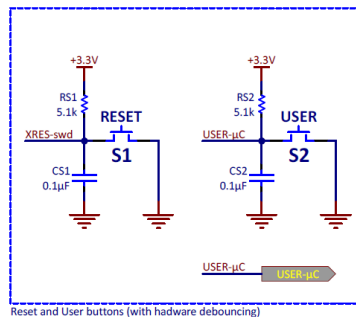 +3.3V
+3.3V
RS1
5.1k
RESET
RS2
5.1k
USER
XRES-swd
S1
USER-µC
S2
CS1
0.1µF
CS2
0.1µF
USER-µC
USER-µC
Reset and User buttons (with hadware debouncing)